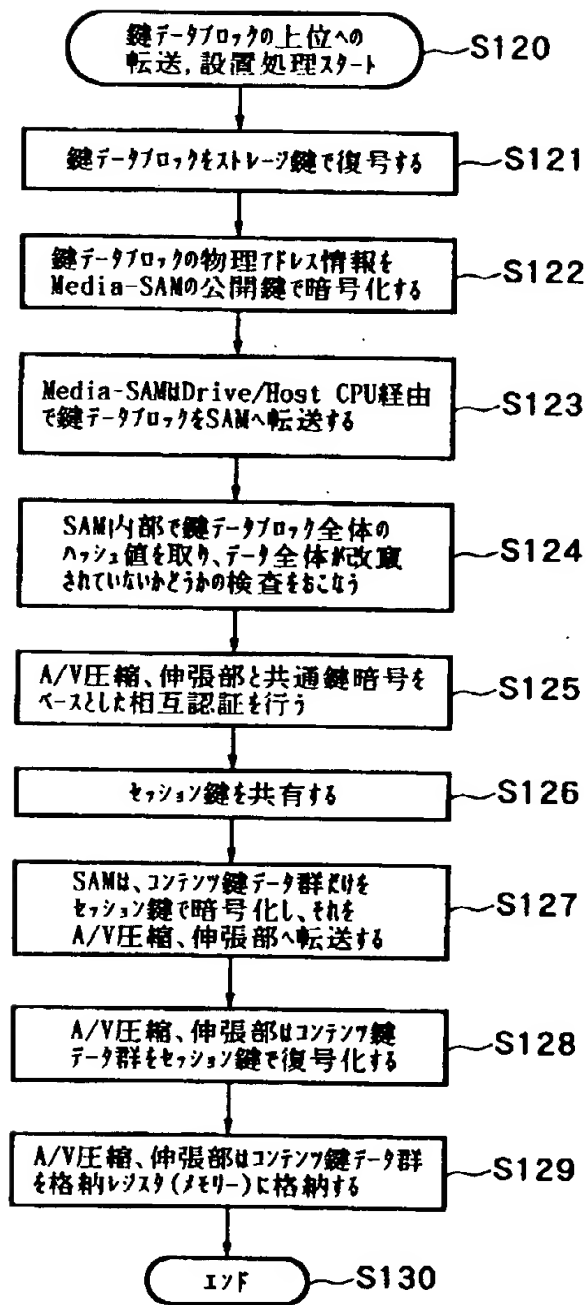 鍵データブロックの上位への
転送,設置処理スタート
S120
鍵データブロックをストレージ鍵で復号する
S121
鍵データブロックの物理アドレス情報を
Media-SAMの公開鍵で暗号化する
S122
Media-SAMはDrive/Host CPU経由
で鍵データブロックをSAMへ転送する
S123
SAM内部で鍵データブロック全体の
ハッシュ値を取り、データ全体が改竄
されていないかどうかの検査をおこなう
S124
A/V圧縮、伸張部と共通鍵暗号を
ベースとした相互認証を行う
S125
セッション鍵を共有する
S126
SAMは、コンテンツ鍵データ群だけを
セッション鍵で暗号化し、それを
A/V圧縮、伸張部へ転送する
S127
A/V圧縮、伸張部はコンテンツ鍵
データ群をセッション鍵で復号化する
S128
A/V圧縮、伸張部はコンテンツ鍵データ群
を格納レジスタ(メモリー)に格納する
S129
エンド
S130